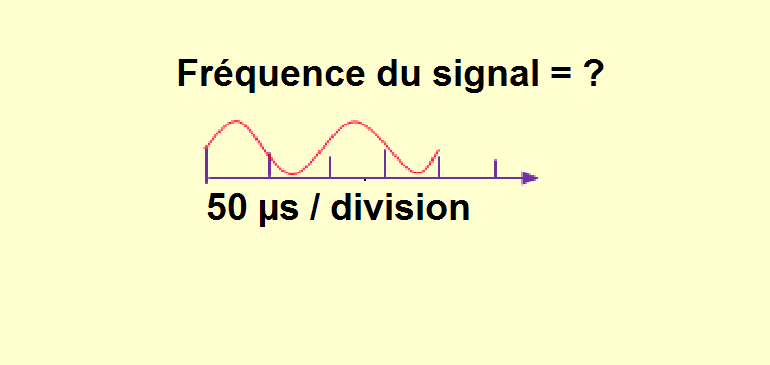 Fréquence du signal = ?
50 µs / division